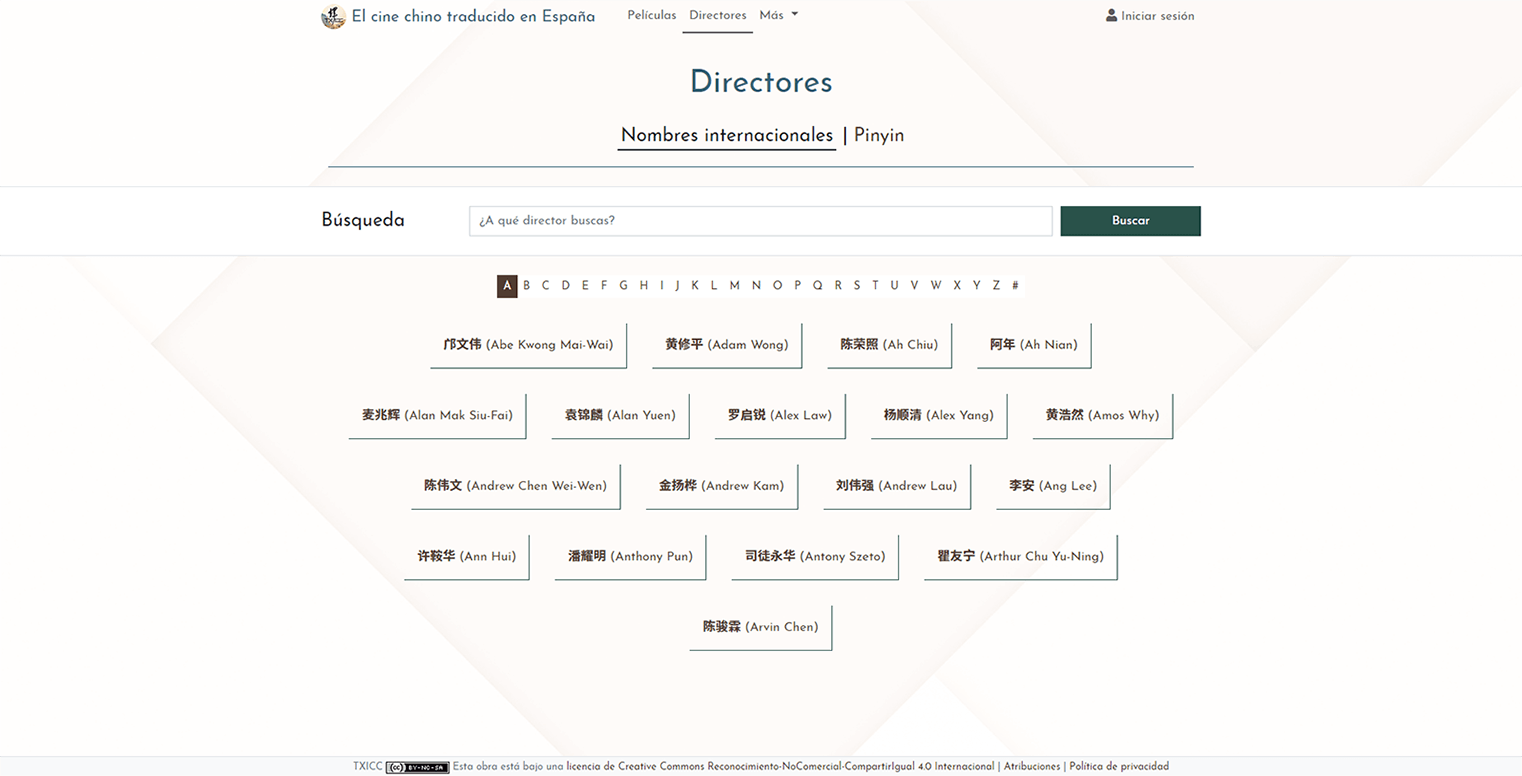 El cine chino traducido en España Películas Directores Más Iniciar sesión
Directores
Nombres internacionales | Pinyin
Búsqueda ¿A qué director buscas? Buscar
A B C D E F G H I J K L M N O P Q R S T U V W X Y Z #
邝文伟 (Abe Kwong Mai-Wai) 黄修平 (Adam Wong) 陈荣照 (Ah Chiu) 阿年 (Ah Nian)
麦兆辉 (Alan Mak Siu-Fai) 袁锦麟 (Alan Yuen) 罗启锐 (Alex Law) 杨顺清 (Alex Yang) 黄浩然 (Amos Why)
陈伟文 (Andrew Chen Wei-Wen) 金扬桦 (Andrew Kam) 刘伟强 (Andrew Lau) 李安 (Ang Lee)
许鞍华 (Ann Hui) 潘耀明 (Anthony Pun) 司徒永华 (Antony Szeto) 瞿友宁 (Arthur Chu Yu-Ning)
陈骏霖 (Arvin Chen)
TXICC (cc) BY-NC-SA Esta obra está bajo una licencia de Creative Commons Reconocimiento-NoComercial-CompartirIgual 4.0 Internacional | Atribuciones | Política de privacidad